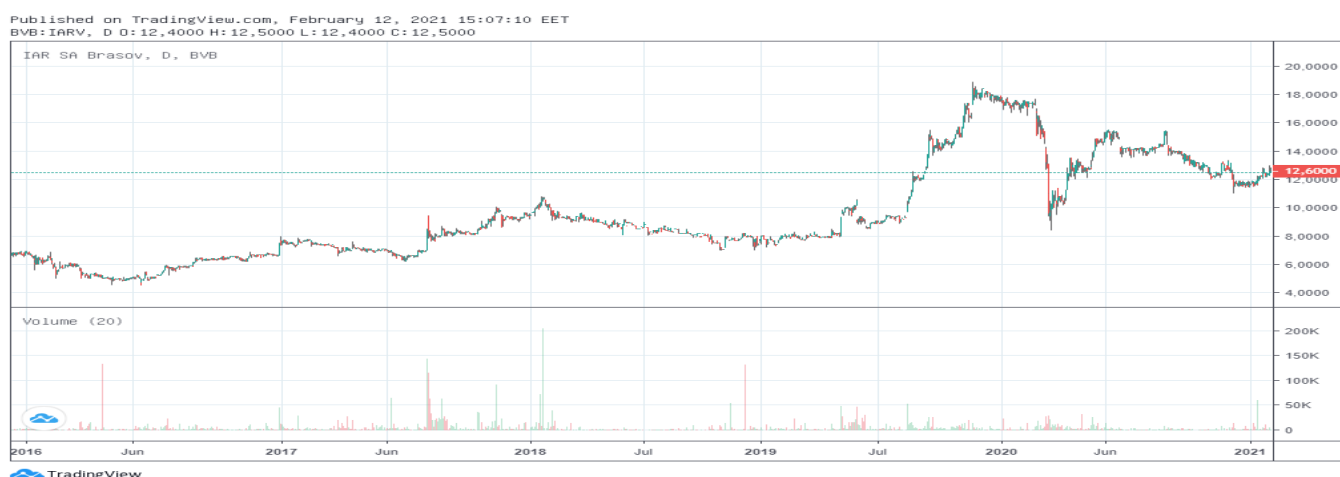 Published on TradingView.com, February 12, 2021 15:07:10 EET
BVB:IARV, D O:12,4000 H:12,5000 L:12,4000 C:12,5000
IAR SA Brasov, D, BVB
20,0000
18,0000
16,0000
14,0000
12,6000
12,0000
10,0000
8,0000
6,0000
4,0000
Volume (20)
200K
150K
100K
50K
0
2016 Jun 2017 Jun 2018 Jul 2019 Jul 2020 Jun 2021
TradingView